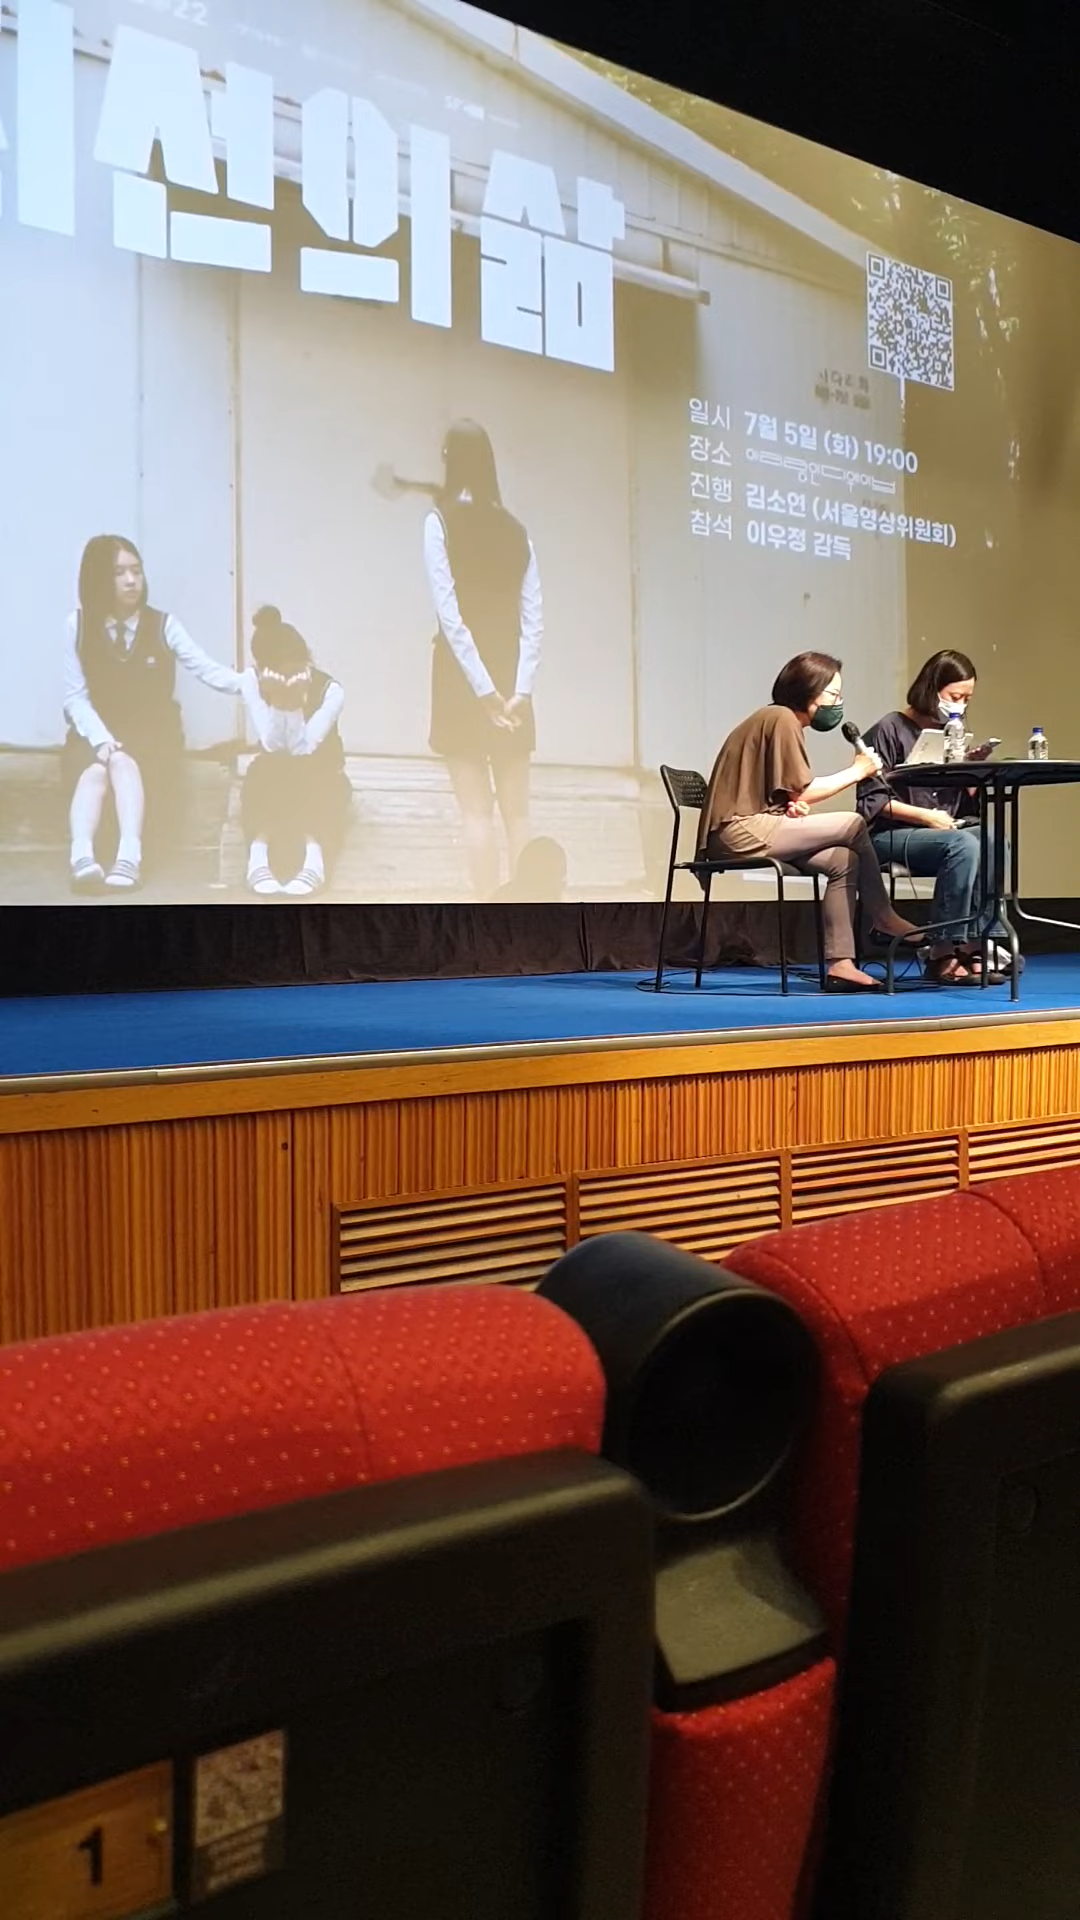 22
선의 삶
일시 7월 5일 (화) 19:00
장소
진행 김소연 (서울영상위원회)
참석 이우정 감독
1